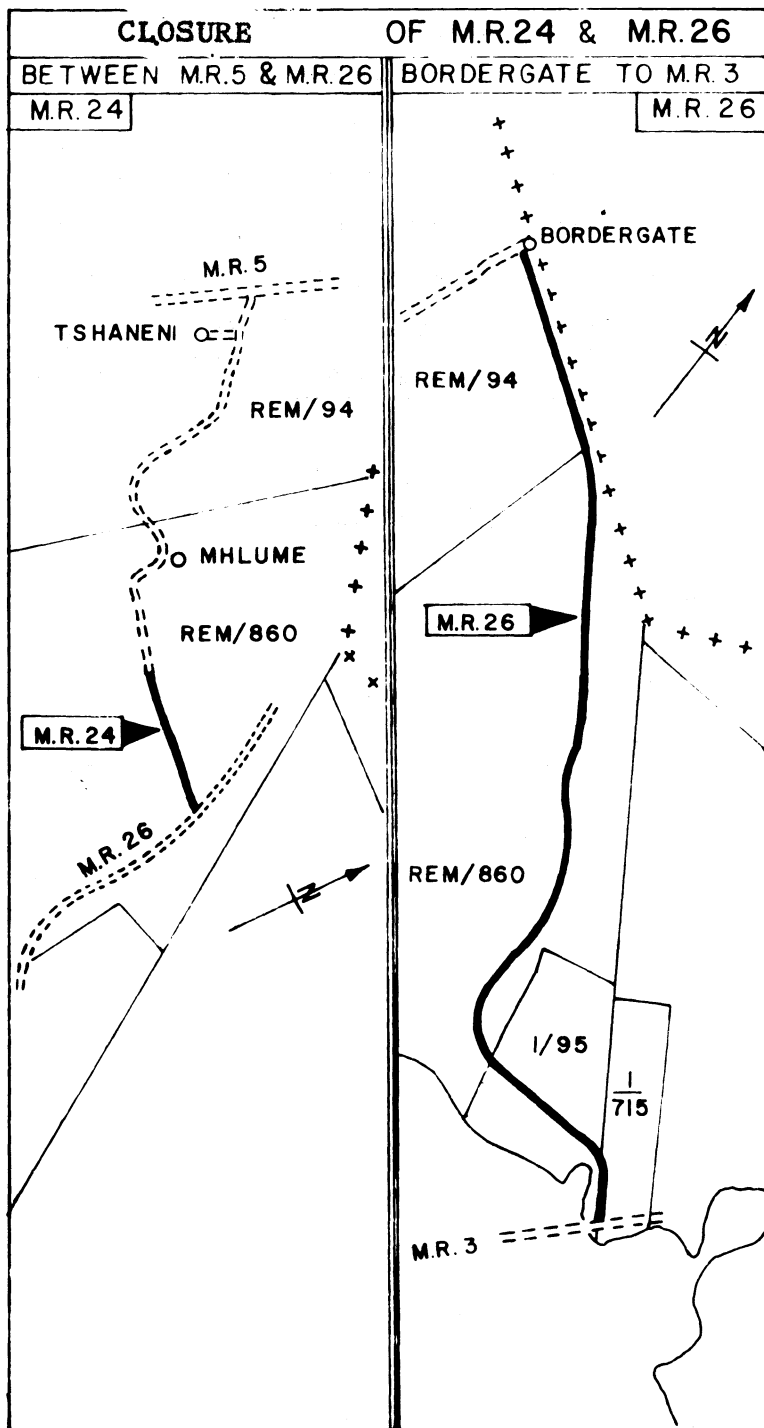 CLOSURE OF M.R.24 & M.R.26
BETWEEN M.R.5 & M.R.26
M.R. 24
M.R. 5
TSHANENI
REM/94
MHLUME
REM/860
M.R. 24
M.R. 26
N
BORDERGATE TO M.R. 3
M.R. 26
BORDERGATE
N
REM/94
M.R. 26
REM/860
1/95
1
715
M.R. 3